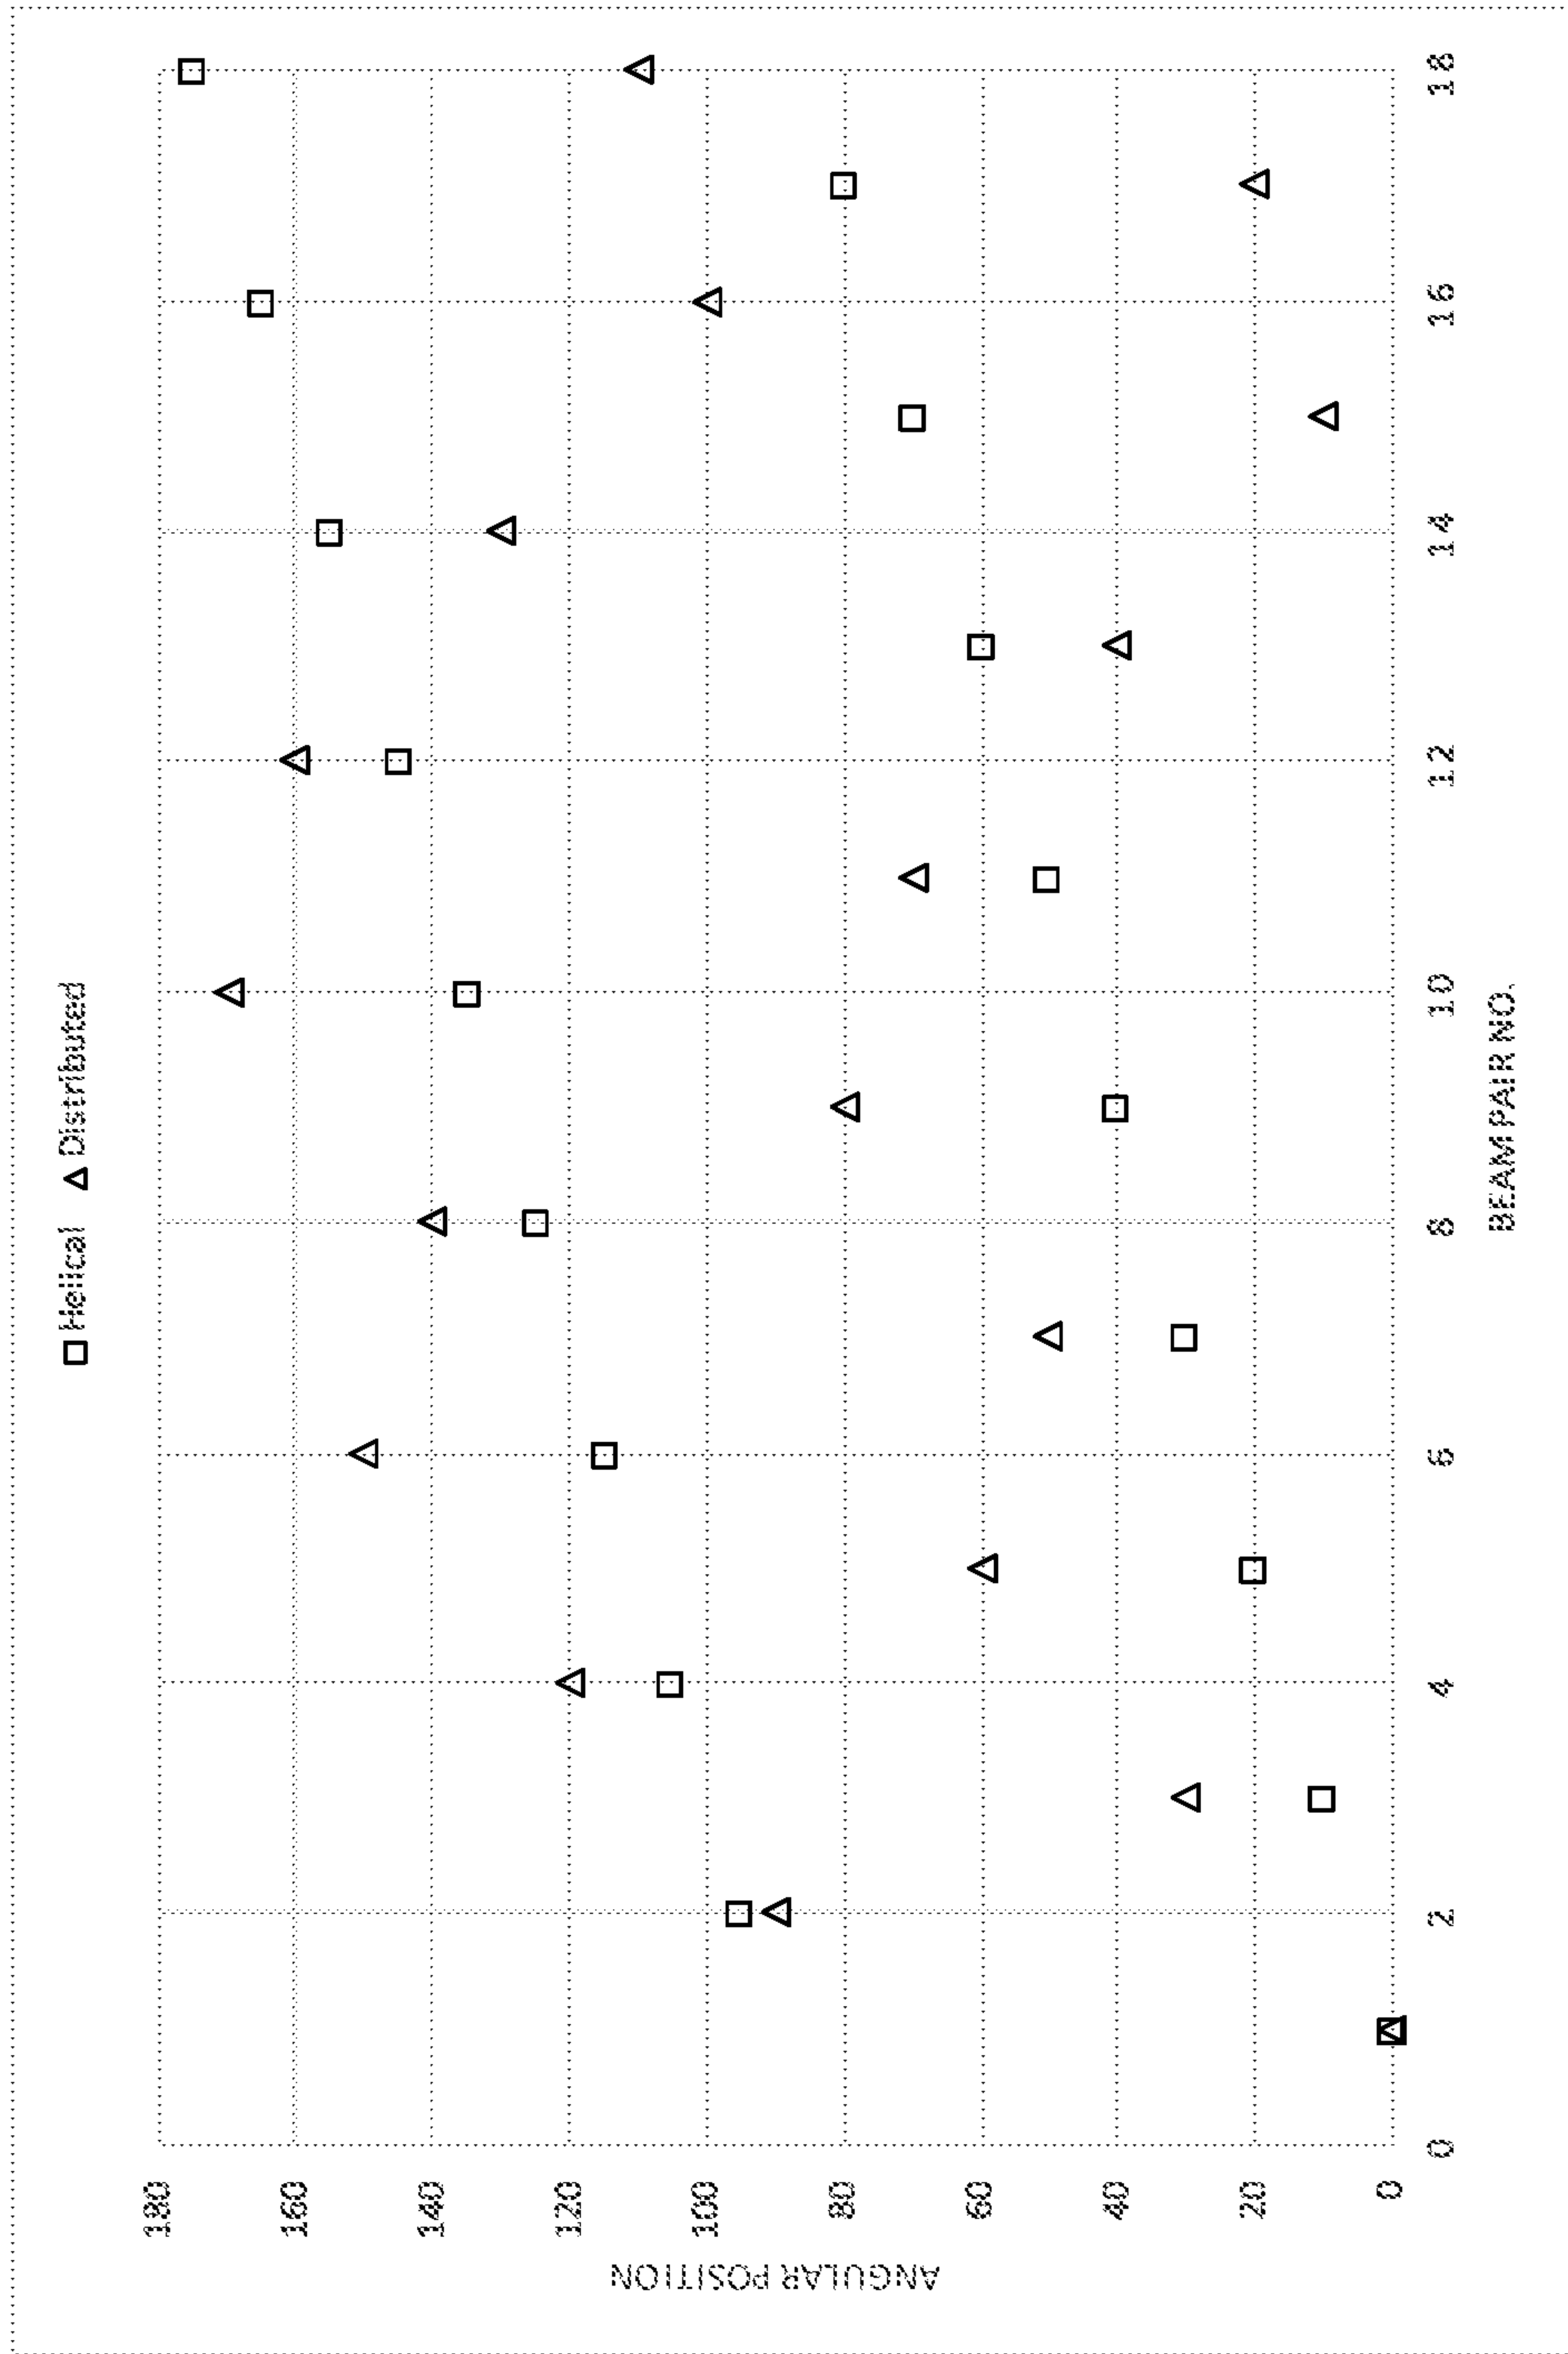 Helical Distributed
180
160
140
120
100
80
60
40
20
0
ANGULAR POSITION
0 2 4 6 8 10 12 14 16 18
BEAM PAIR NO.